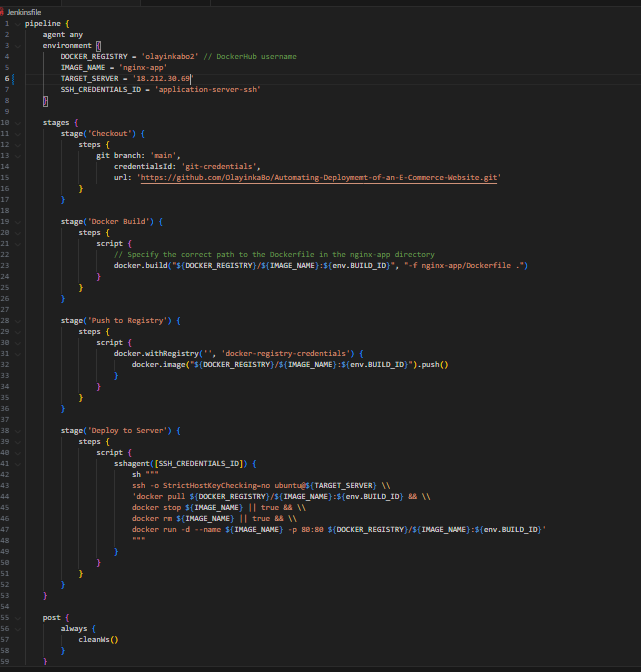 Jenkinsfile
1 pipeline {
2 agent any
3 environment {
4 DOCKER_REGISTRY = 'olayinkabo2' // DockerHub username
5 IMAGE_NAME = 'nginx-app'
6 TARGET_SERVER = '18.212.30.69'
7 SSH_CREDENTIALS_ID = 'application-server-ssh'
8 }
9
10 stages {
11 stage('Checkout') {
12 steps {
13 git branch: 'main',
14 credentialsId: 'git-credentials',
15 url: 'https://github.com/OlayinkaBo/Automating-Deploymemt-of-an-E-Commerce-Website.git'
16 }
17 }
18
19 stage('Docker Build') {
20 steps {
21 script {
22 // Specify the correct path to the Dockerfile in the nginx-app directory
23 docker.build("${DOCKER_REGISTRY}/${IMAGE_NAME}:${env.BUILD_ID}", "-f nginx-app/Dockerfile .")
24 }
25 }
26 }
27
28 stage('Push to Registry') {
29 steps {
30 script {
31 docker.withRegistry('', 'docker-registry-credentials') {
32 docker.image("${DOCKER_REGISTRY}/${IMAGE_NAME}:${env.BUILD_ID}").push()
33 }
34 }
35 }
36 }
37
38 stage('Deploy to Server') {
39 steps {
40 script {
41 sshagent([SSH_CREDENTIALS_ID]) {
42 sh """
43 ssh -o StrictHostKeyChecking=no ubuntu@${TARGET_SERVER} \\
44 'docker pull ${DOCKER_REGISTRY}/${IMAGE_NAME}:${env.BUILD_ID} && \\
45 docker stop ${IMAGE_NAME} || true && \\
46 docker rm ${IMAGE_NAME} || true && \\
47 docker run -d --name ${IMAGE_NAME} -p 80:80 ${DOCKER_REGISTRY}/${IMAGE_NAME}:${env.BUILD_ID}'
48 """
49 }
50 }
51 }
52 }
53 }
54
55 post {
56 always {
57 cleanWs()
58 }
59 }